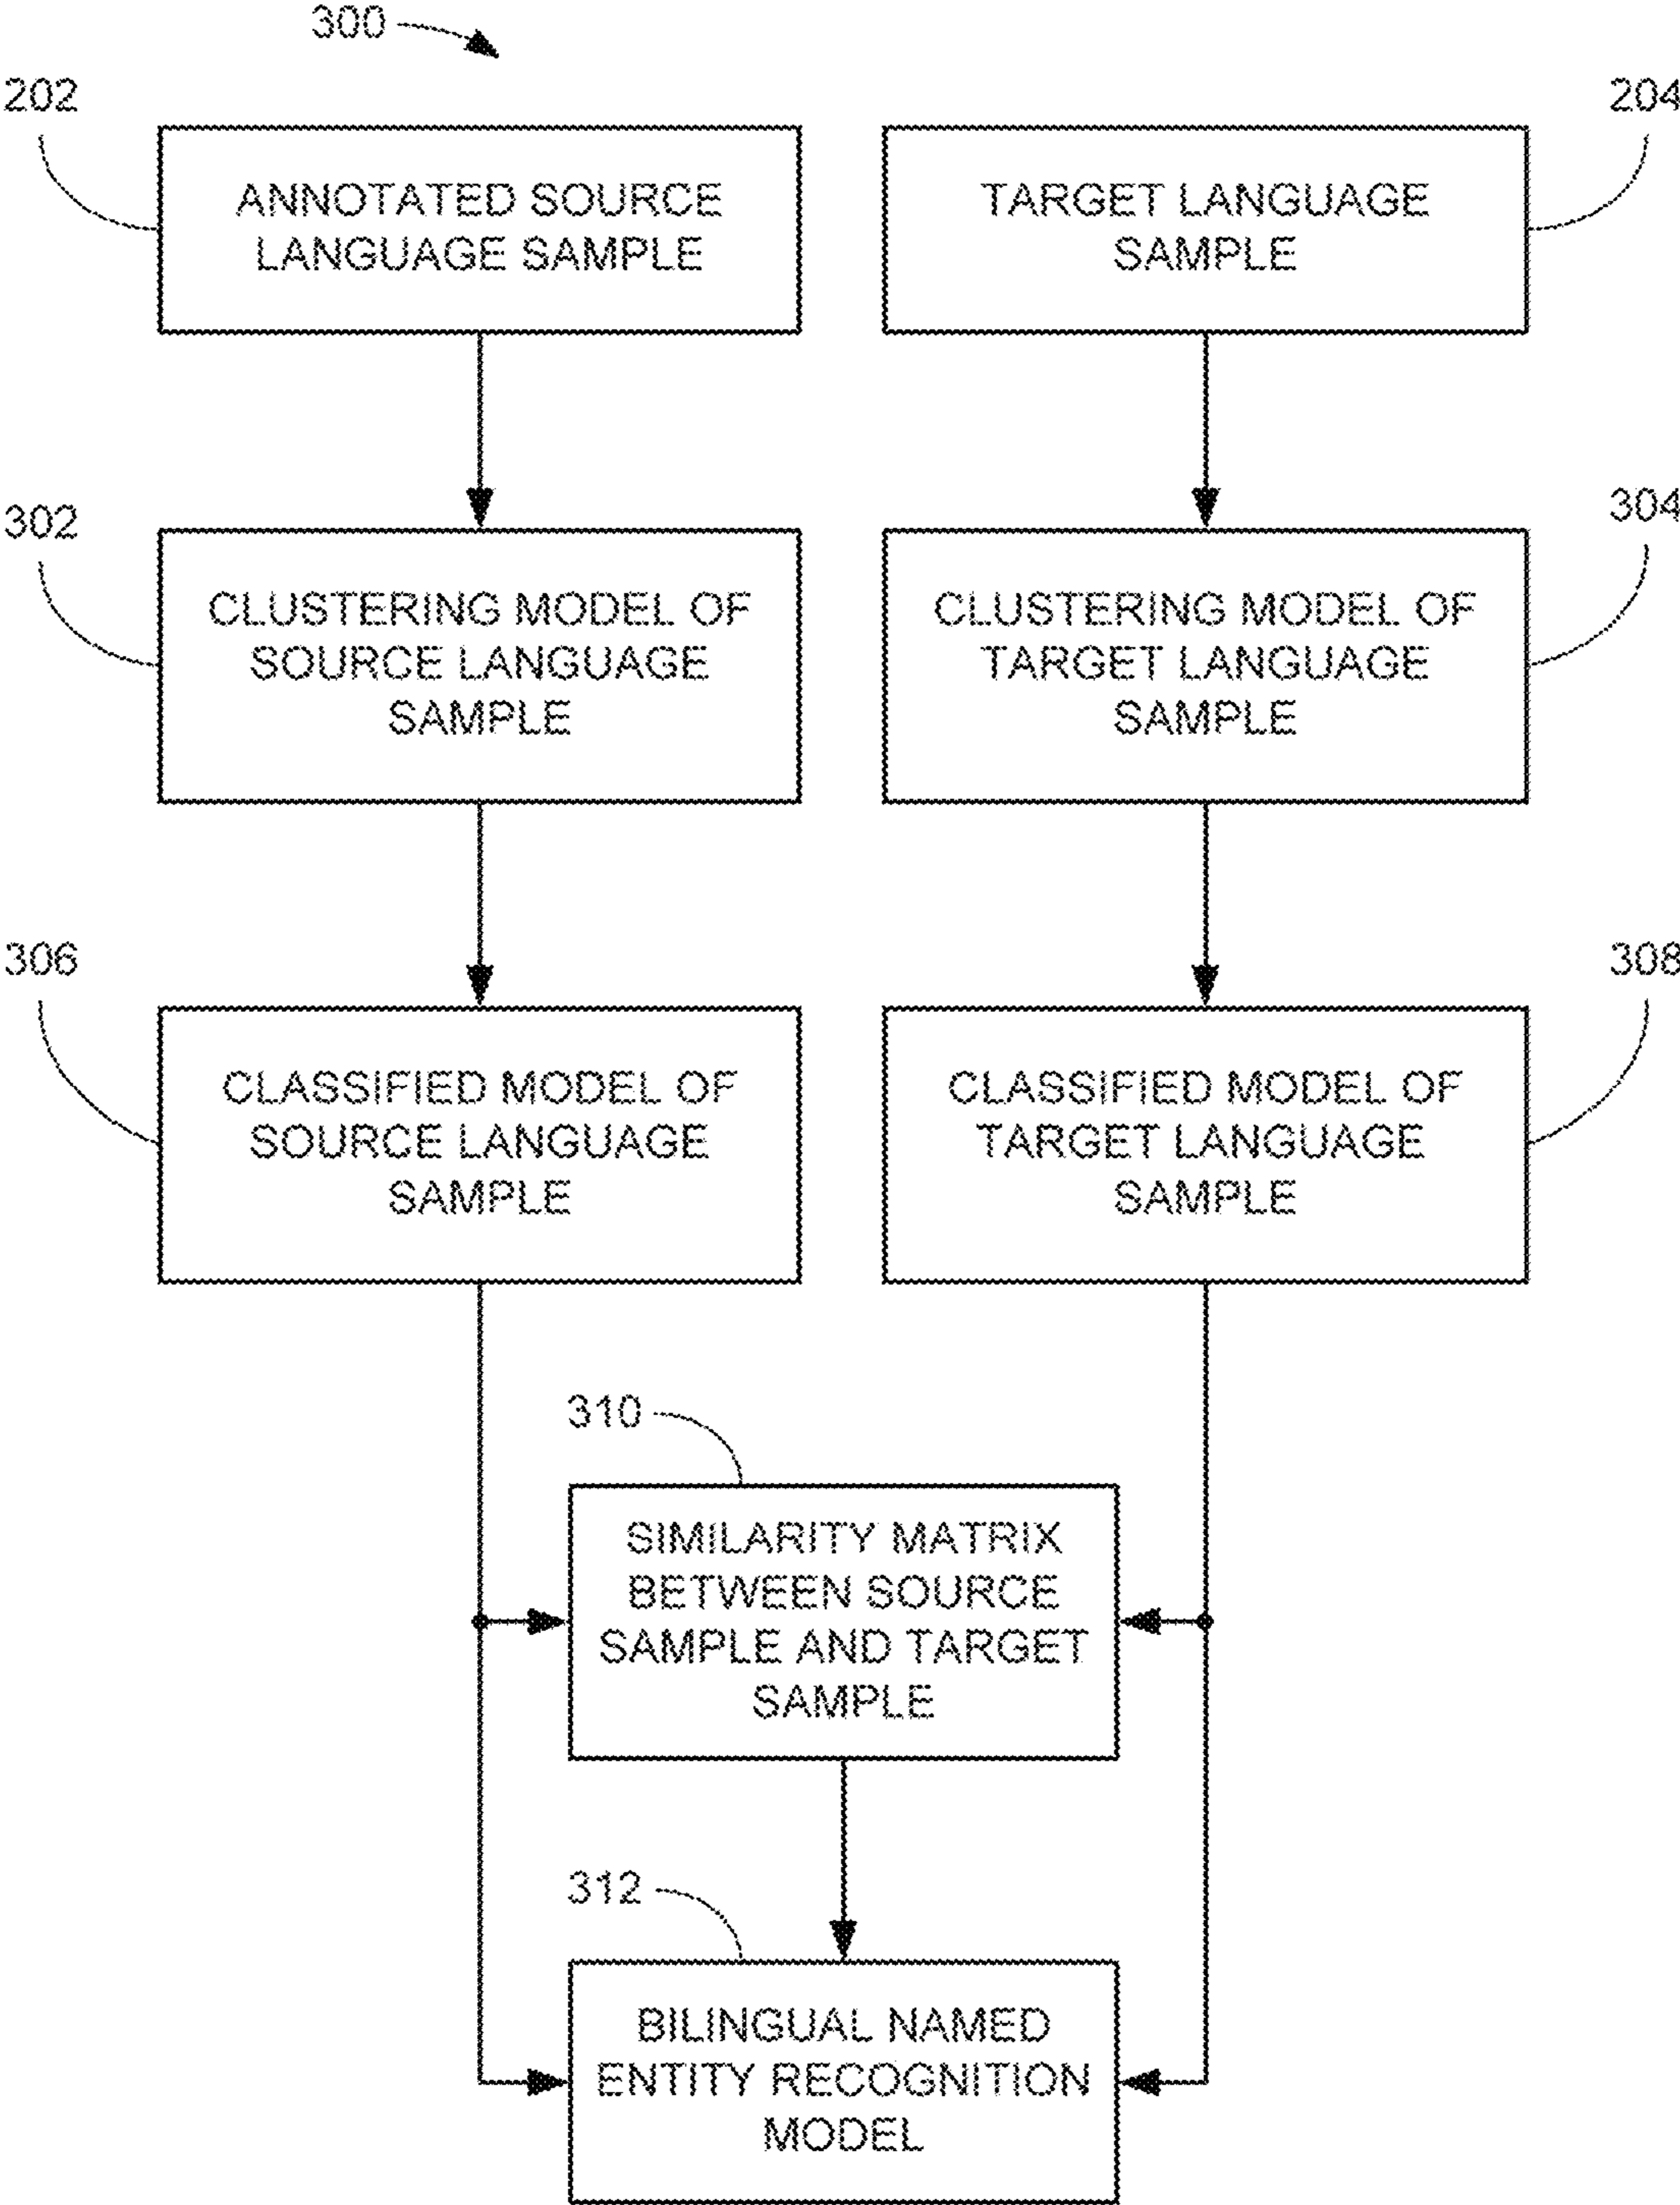 300
202
204
ANNOTATED SOURCE
LANGUAGE SAMPLE
TARGET LANGUAGE
SAMPLE
302
304
CLUSTERING MODEL OF
SOURCE LANGUAGE
SAMPLE
CLUSTERING MODEL OF
TARGET LANGUAGE
SAMPLE
306
308
CLASSIFIED MODEL OF
SOURCE LANGUAGE
SAMPLE
CLASSIFIED MODEL OF
TARGET LANGUAGE
SAMPLE
310
SIMILARITY MATRIX
BETWEEN SOURCE
SAMPLE AND TARGET
SAMPLE
312
BILINGUAL NAMED
ENTITY RECOGNITION
MODEL